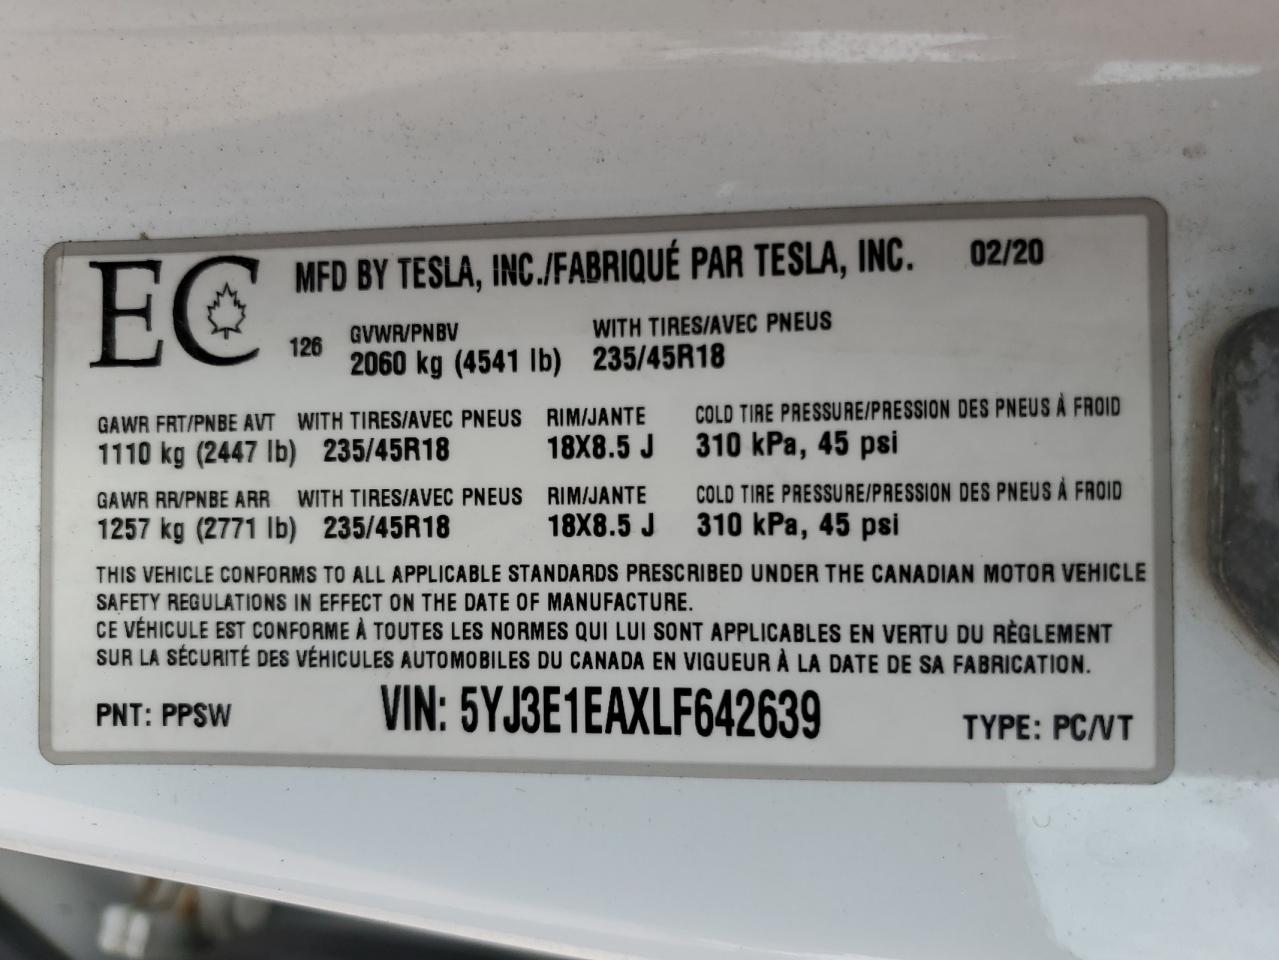 EC MFD BY TESLA, INC./FABRIQUÉ PAR TESLA, INC. 02/20
126 GVWR/PNBV WITH TIRES/AVEC PNEUS
2060 kg (4541 lb) 235/45R18
GAWR FRT/PNBE AVT WITH TIRES/AVEC PNEUS RIM/JANTE COLD TIRE PRESSURE/PRESSION DES PNEUS À FROID
1110 kg (2447 lb) 235/45R18 18X8.5 J 310 kPa, 45 psi
GAWR RR/PNBE ARR WITH TIRES/AVEC PNEUS RIM/JANTE COLD TIRE PRESSURE/PRESSION DES PNEUS À FROID
1257 kg (2771 lb) 235/45R18 18X8.5 J 310 kPa, 45 psi
THIS VEHICLE CONFORMS TO ALL APPLICABLE STANDARDS PRESCRIBED UNDER THE CANADIAN MOTOR VEHICLE
SAFETY REGULATIONS IN EFFECT ON THE DATE OF MANUFACTURE.
CE VÉHICULE EST CONFORME À TOUTES LES NORMES QUI LUI SONT APPLICABLES EN VERTU DU RÈGLEMENT
SUR LA SÉCURITÉ DES VÉHICULES AUTOMOBILES DU CANADA EN VIGUEUR À LA DATE DE SA FABRICATION.
PNT: PPSW VIN: 5YJ3E1EAXLF642639 TYPE: PC/VT